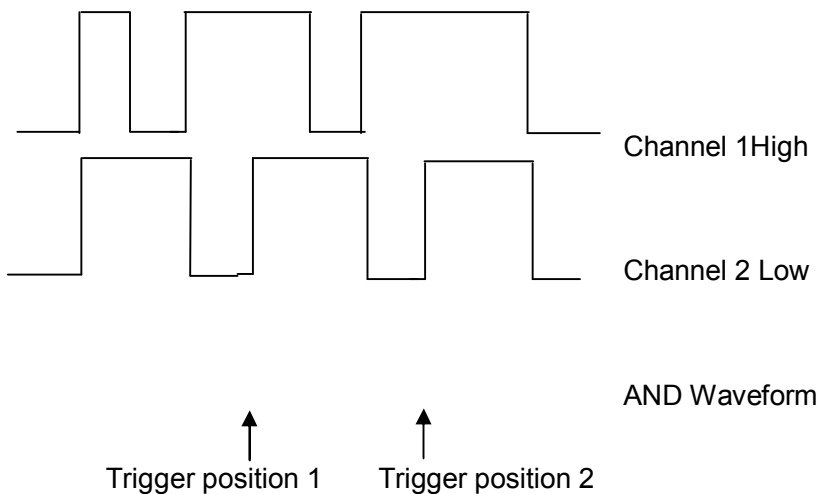 Channel 1High
Channel 2 Low
AND Waveform
Trigger position 1
Trigger position 2